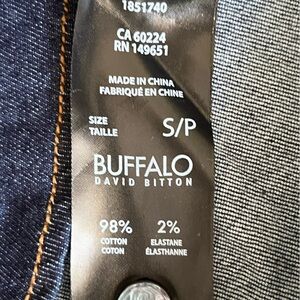 1851740
CA 60224
RN 149651
MADE IN CHINA
FABRIQUÉ EN CHINE
SIZE
TAILLE
S/P
BUFFALO
DAVID BITTON
98% 2%
COTTON ELASTANE
COTON ÉLASTHANNE